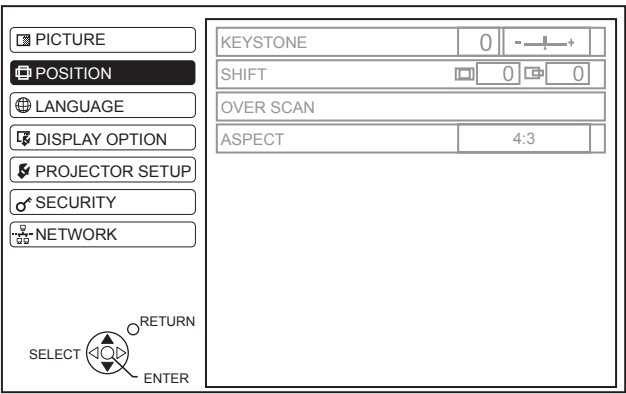 PICTURE
POSITION
LANGUAGE
DISPLAY OPTION
PROJECTOR SETUP
SECURITY
NETWORK
KEYSTONE 0 - +
SHIFT 0 0
OVER SCAN
ASPECT 4:3
RETURN
SELECT
ENTER